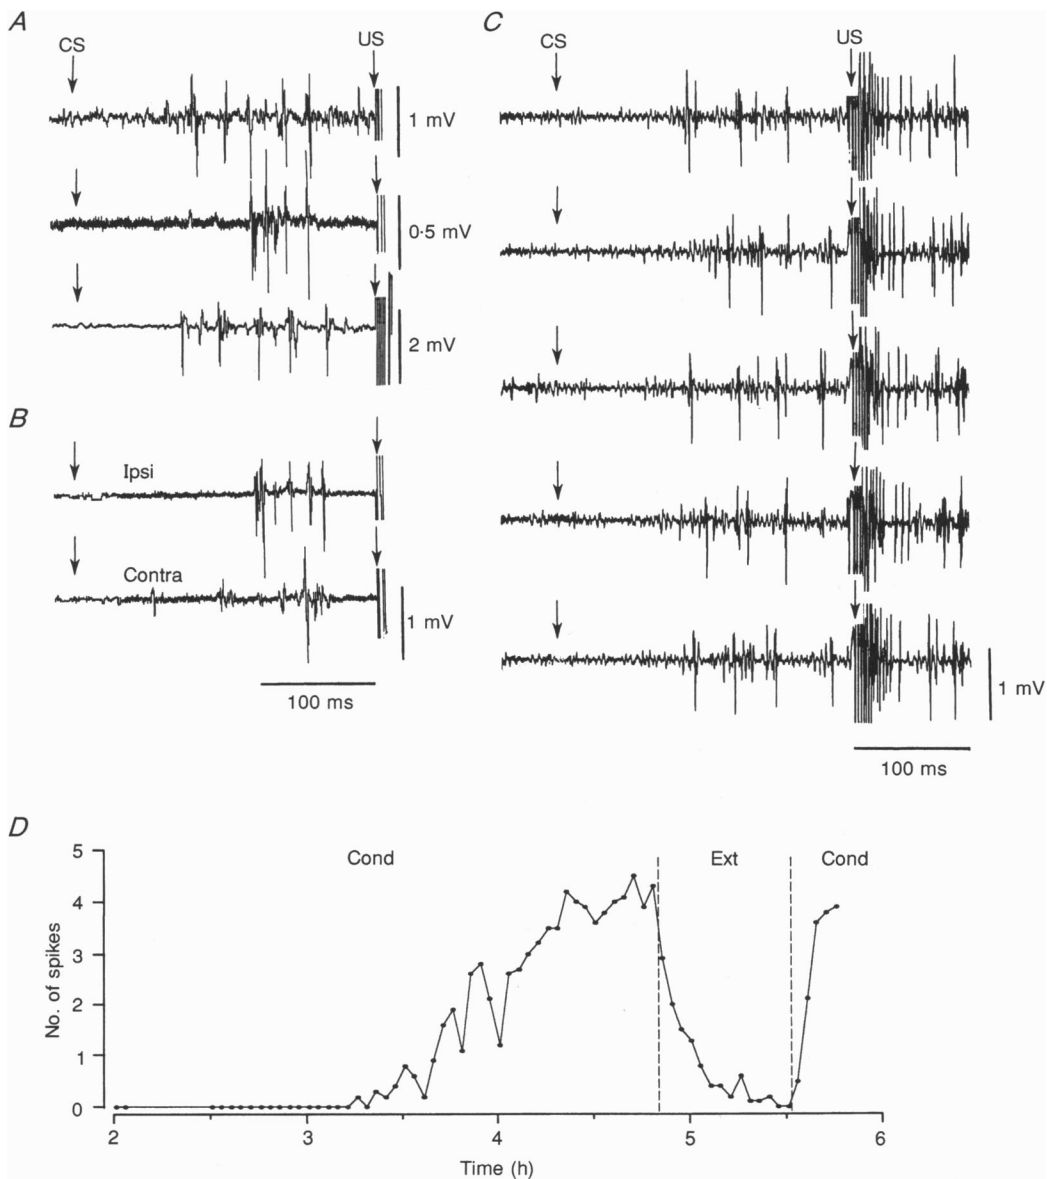 A
CS
US
1 mV
0·5 mV
2 mV
B
Ipsi
Contra
1 mV
100 ms
C
CS
US
1 mV
100 ms
D
Cond
Ext
Cond
5
4
3
2
1
0
No. of spikes
2
3
4
5
6
Time (h)